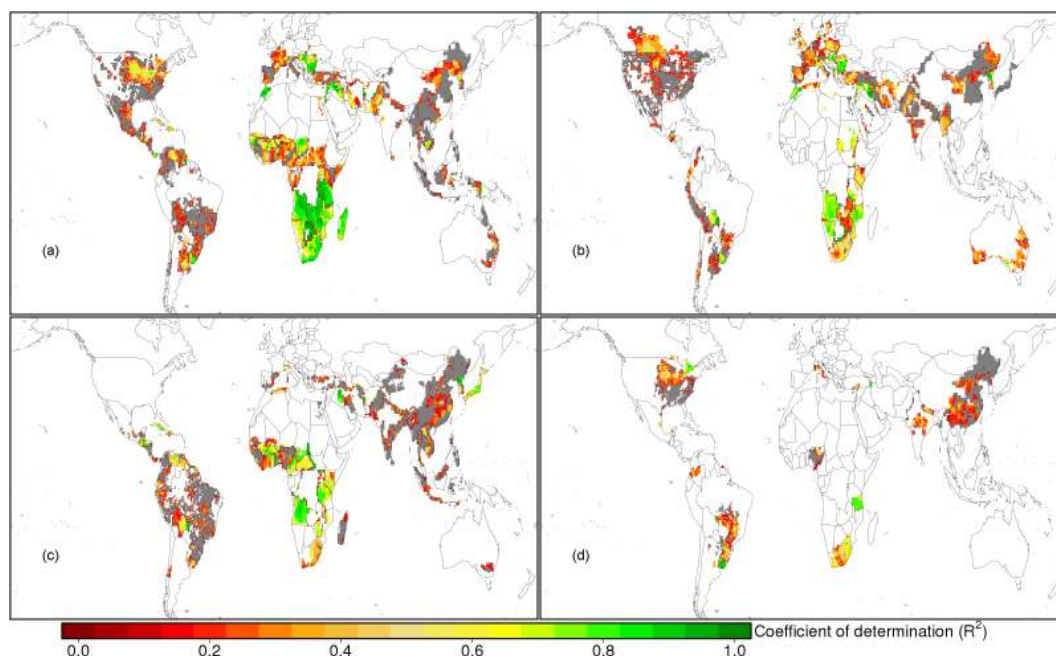 (a)
(b)
(c)
(d)
Coefficient of determination (R²)
0.0 0.2 0.4 0.6 0.8 1.0